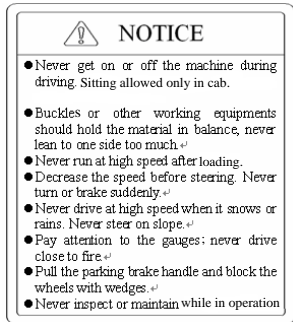 NOTICE
● Never get on or off the machine during
driving. Sitting allowed only in cab.
● Buckles or other working equipments
should hold the material in balance, never
lean to one side too much.↵
● Never run at high speed after loading.
● Decrease the speed before steering. Never
turn or brake suddenly.↵
● Never drive at high speed when it snows or
rains. Never steer on slope.↵
● Pay attention to the gauges; never drive
close to fire.↵
● Pull the parking brake handle and block the
wheels with wedges.↵
● Never inspect or maintain while in operation